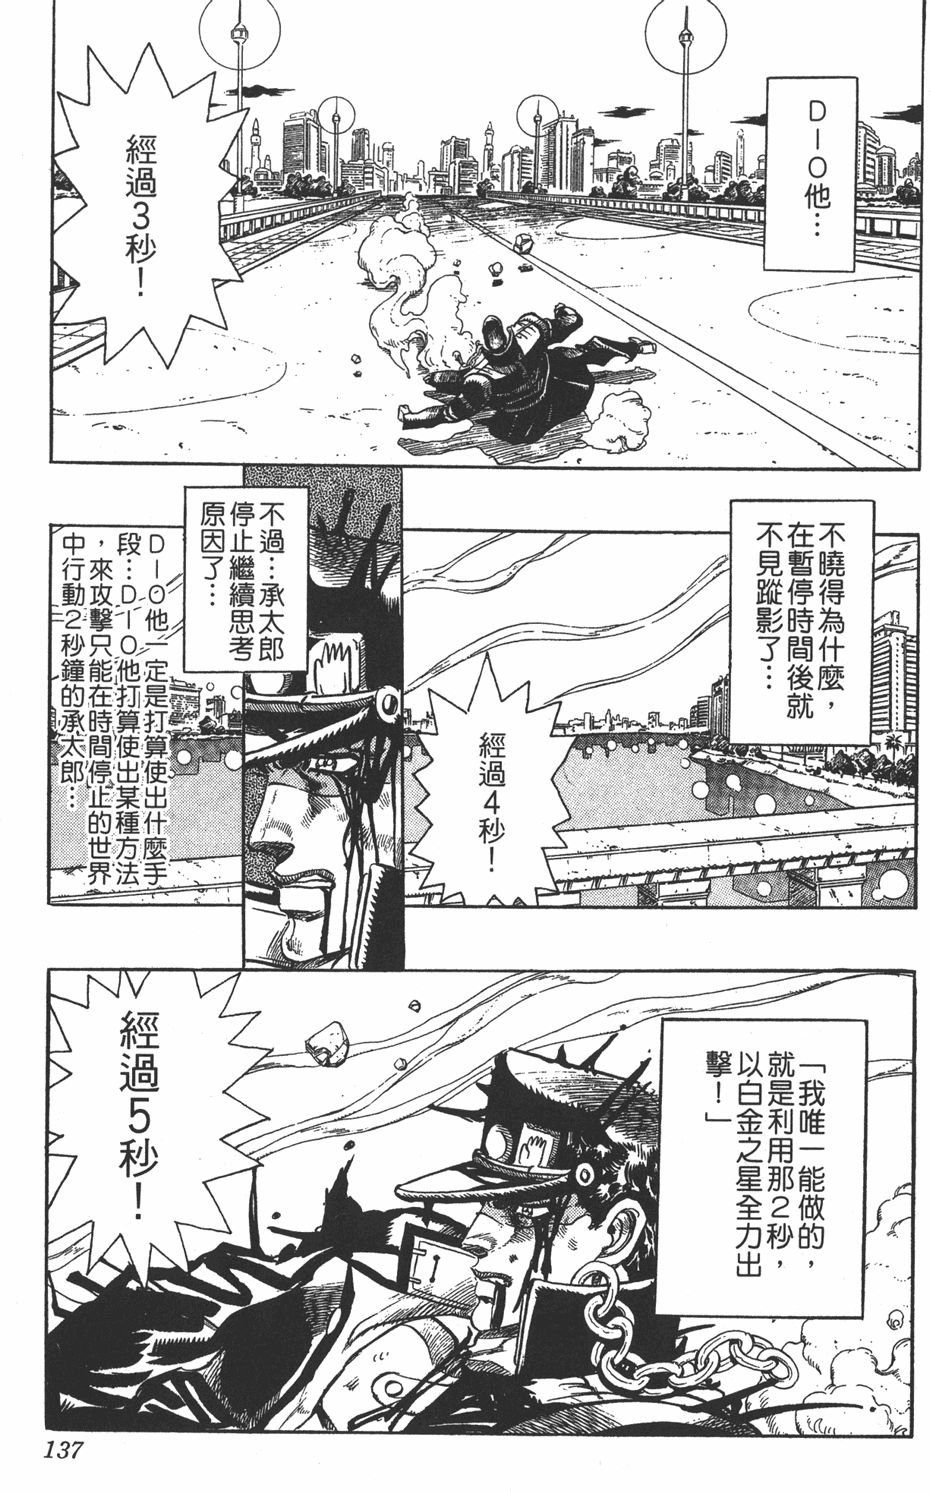 DIO他…
經過3秒！
不曉得為什麼，
在暫停時間後就
不見蹤影了…
經過4秒！
不過…承太郎
停止繼續思考
原因了…
DIO他一定是打算使出什麼手
段…DIO他打算使出某種方法
，來攻擊只能在時間停止的世界
中行動2秒鐘的承太郎…
「我唯一能做的，
就是利用那2秒，
以白金之星全力出
擊！」
經過5秒！
137